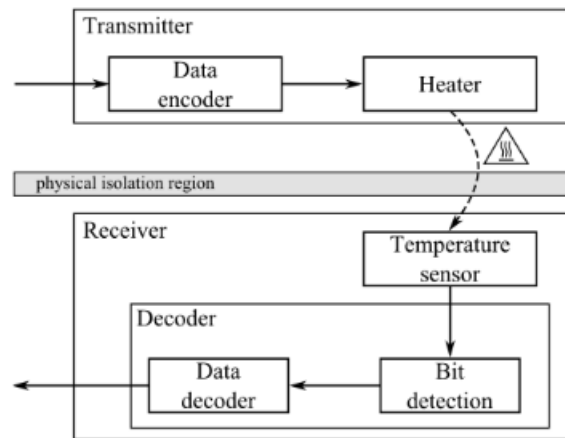 Transmitter
Data
encoder
Heater
physical isolation region
Receiver
Temperature
sensor
Decoder
Data
decoder
Bit
detection